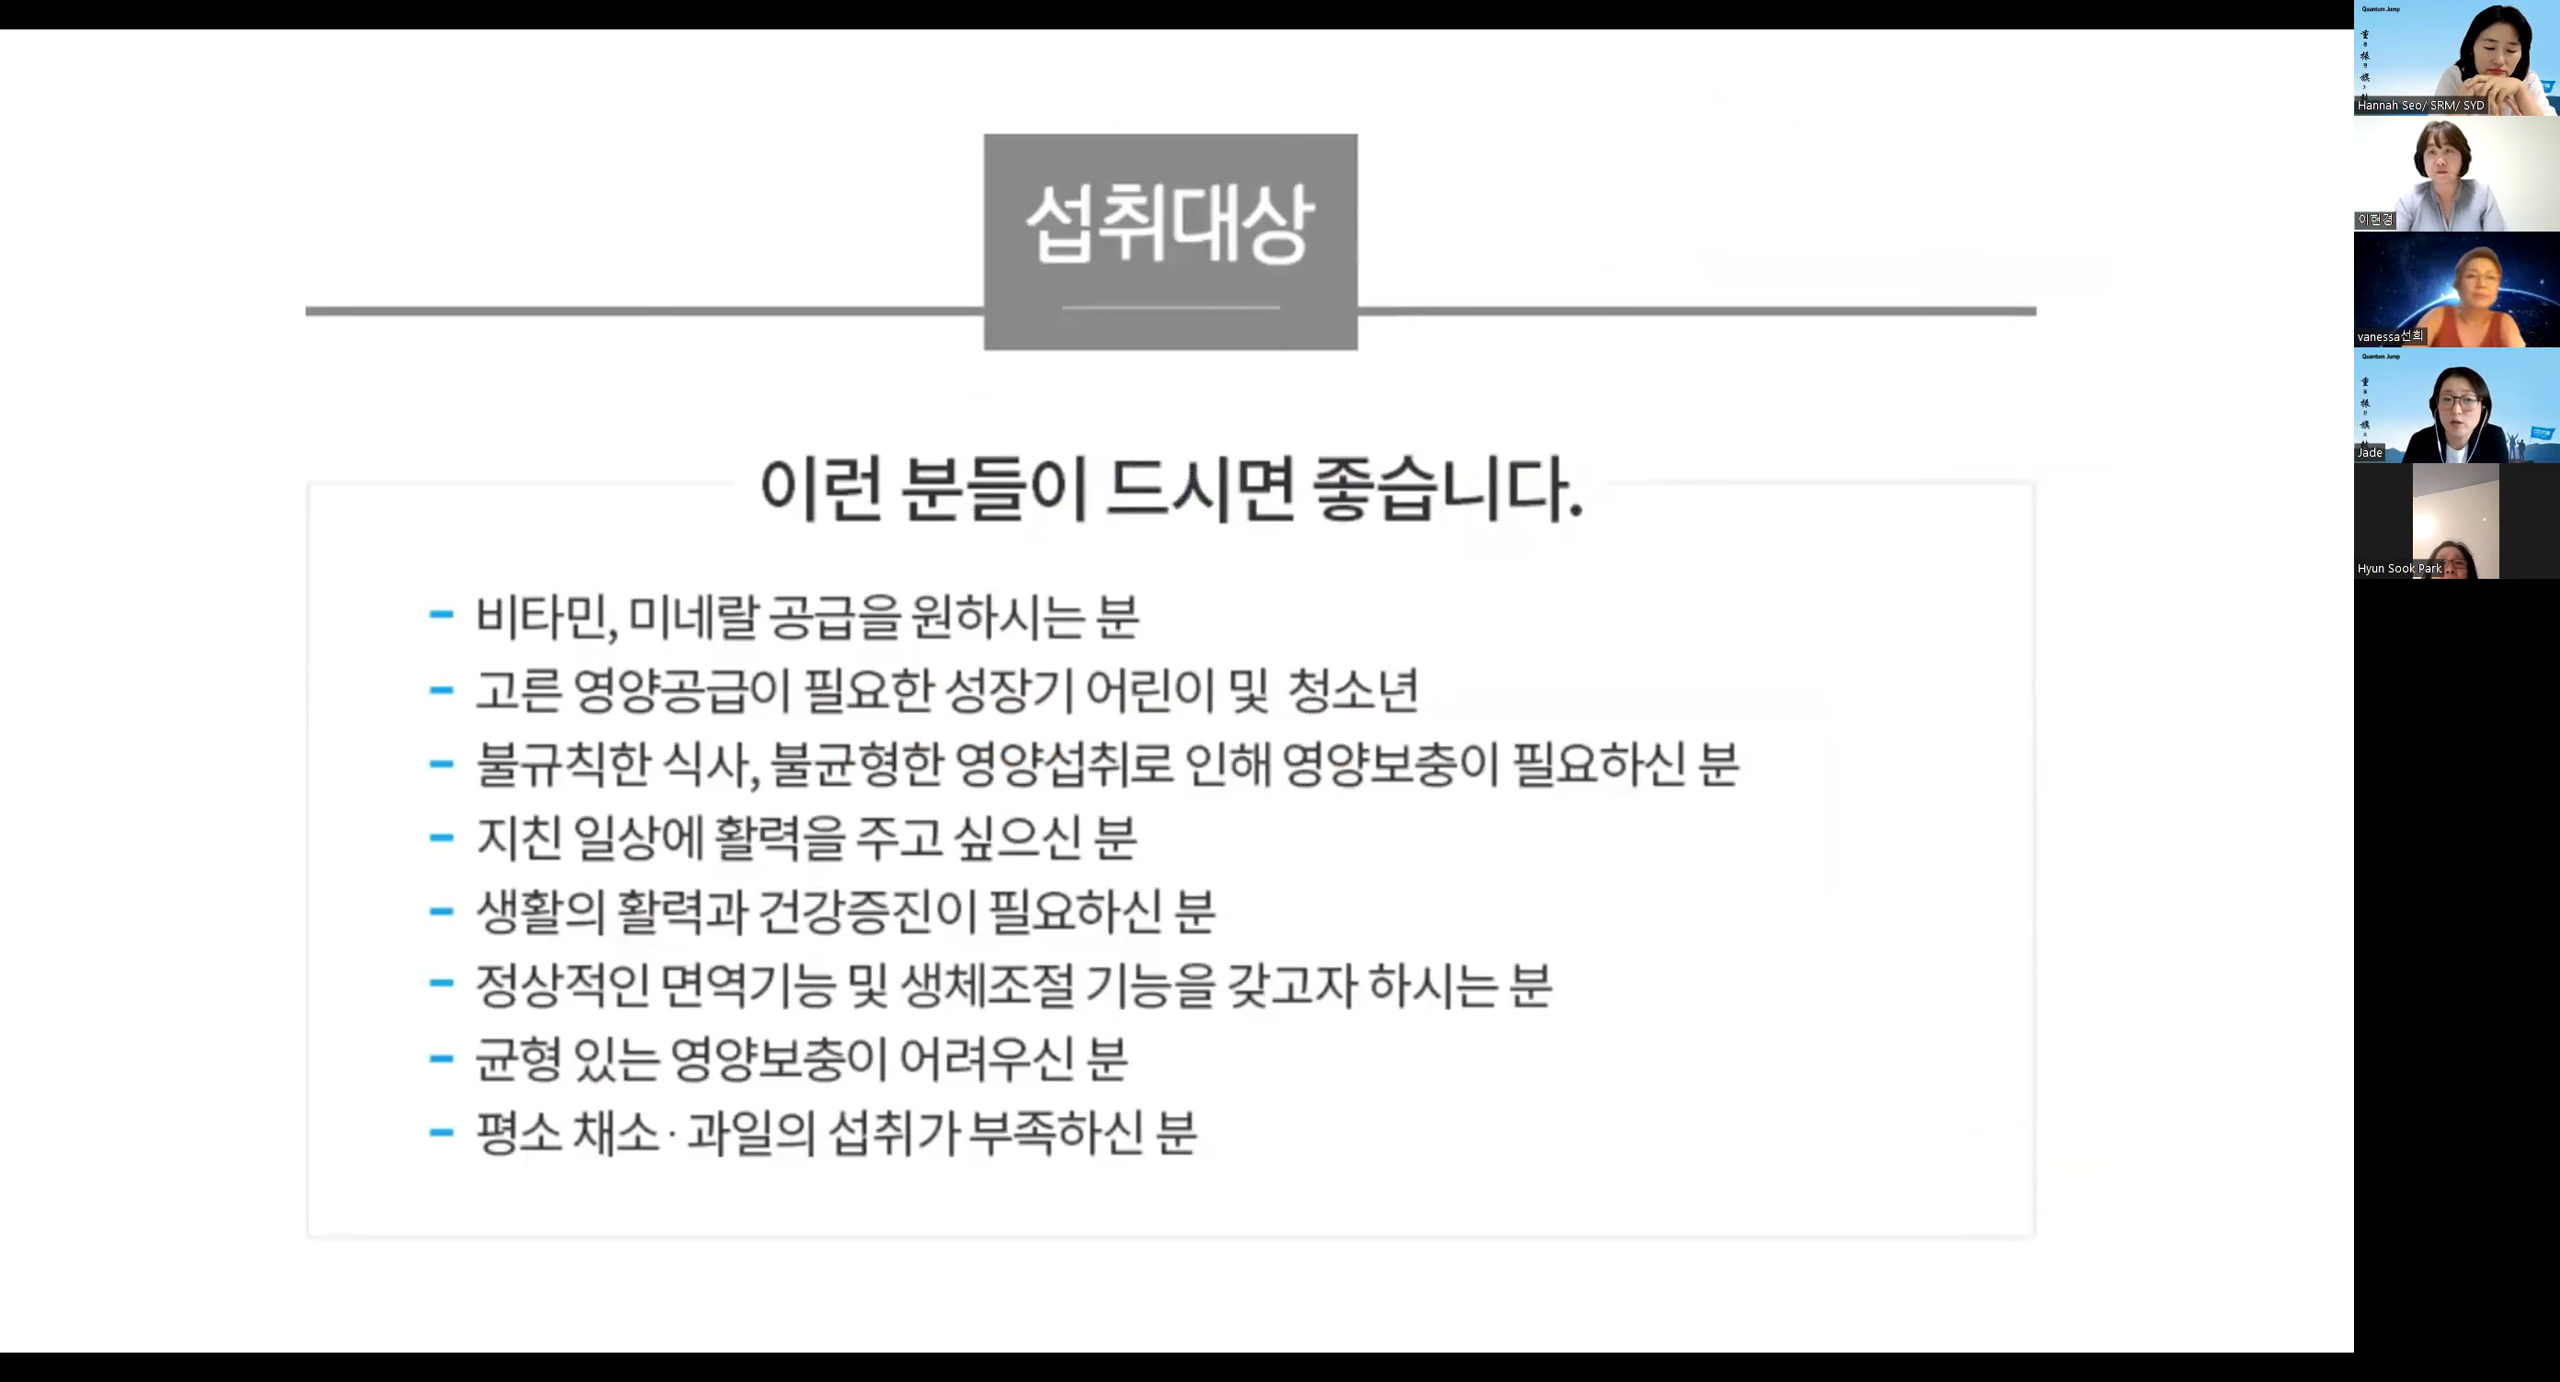 섭취대상
이런 분들이 드시면 좋습니다.
- 비타민, 미네랄 공급을 원하시는 분
- 고른 영양공급이 필요한 성장기 어린이 및 청소년
- 불규칙한 식사, 불균형한 영양섭취로 인해 영양보충이 필요하신 분
- 지친 일상에 활력을 주고 싶으신 분
- 생활의 활력과 건강증진이 필요하신 분
- 정상적인 면역기능 및 생체조절 기능을 갖고자 하시는 분
- 균형 있는 영양보충이 어려우신 분
- 평소 채소·과일의 섭취가 부족하신 분
Quantum Jump
Hannah Seo/ SRM/ SYD
이현경
vanessa선희
Quantum Jump
Jade
Hyun Sook Park